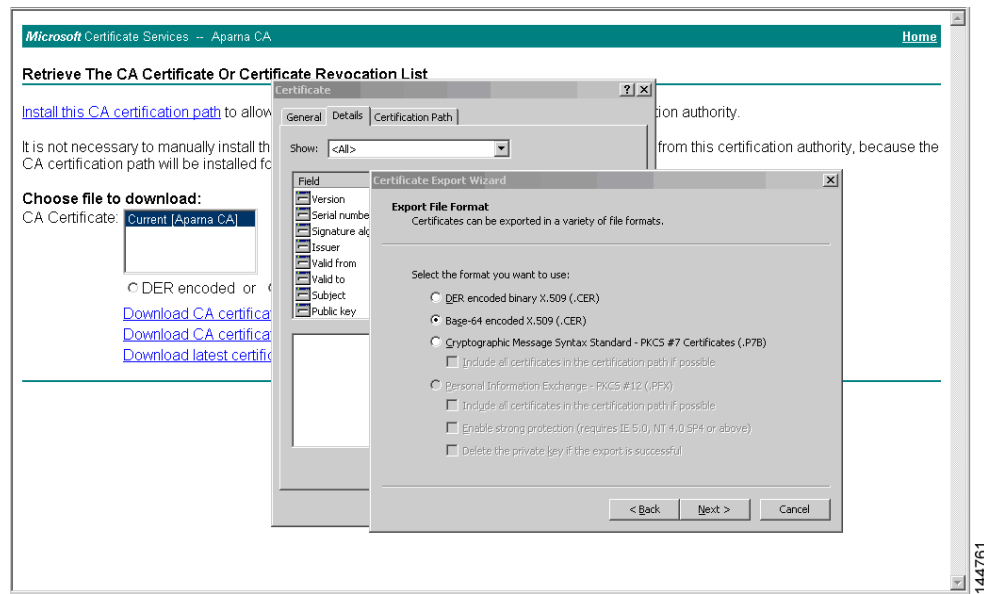 Microsoft Certificate Services -- Aparna CA
Home
Retrieve The CA Certificate Or Certificate Revocation List
Install this CA certification path to allow
tion authority.
It is not necessary to manually install th
from this certification authority, because the
CA certification path will be installed fo
Choose file to download:
CA Certificate:
Current [Aparna CA]
DER encoded or
Download CA certifica
Download CA certifica
Download latest certific
Certificate
General
Details
Certification Path
Show:
<All>
Field
Version
Serial numbe
Signature alg
Issuer
Valid from
Valid to
Subject
Public key
Certificate Export Wizard
Export File Format
Certificates can be exported in a variety of file formats.
Select the format you want to use:
DER encoded binary X.509 (.CER)
Base-64 encoded X.509 (.CER)
Cryptographic Message Syntax Standard - PKCS #7 Certificates (.P7B)
Include all certificates in the certification path if possible
Personal Information Exchange - PKCS #12 (.PFX)
Include all certificates in the certification path if possible
Enable strong protection (requires IE 5.0, NT 4.0 SP4 or above)
Delete the private key if the export is successful
< Back
Next >
Cancel
144761